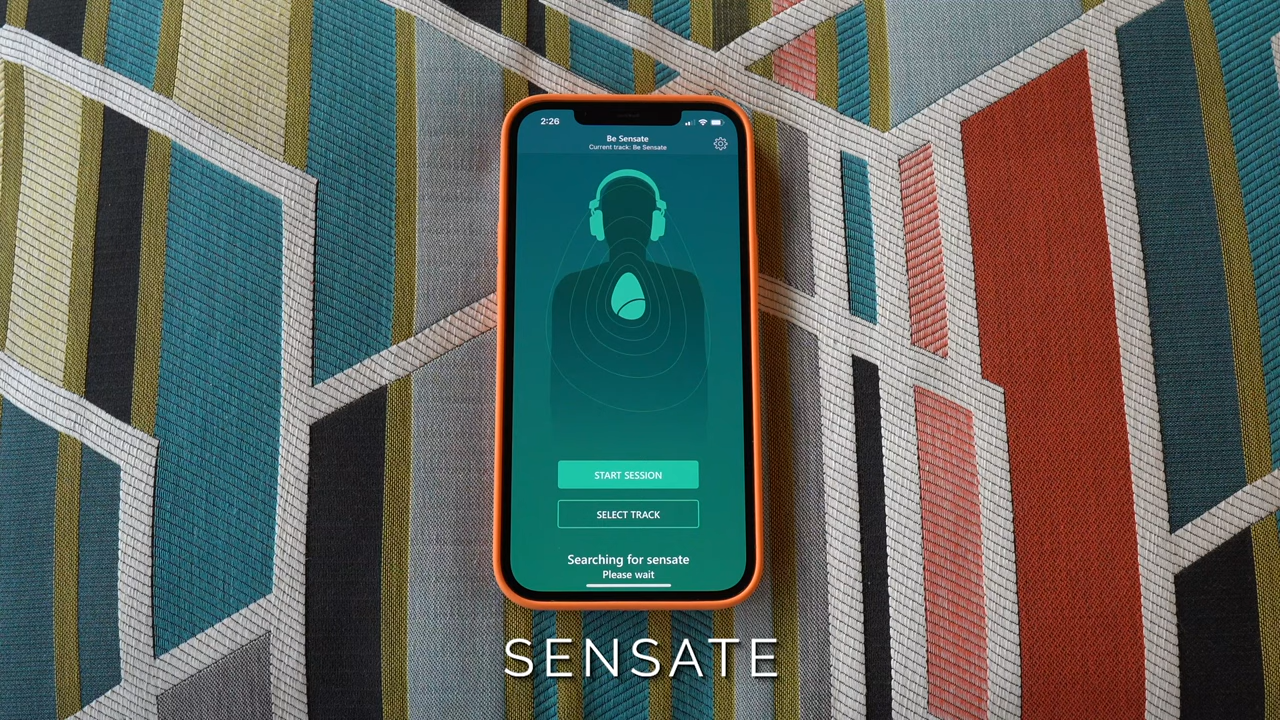 2:26
Be Sensate
Current track: Be Sensate
START SESSION
SELECT TRACK
Searching for sensate
Please wait
SENSATE